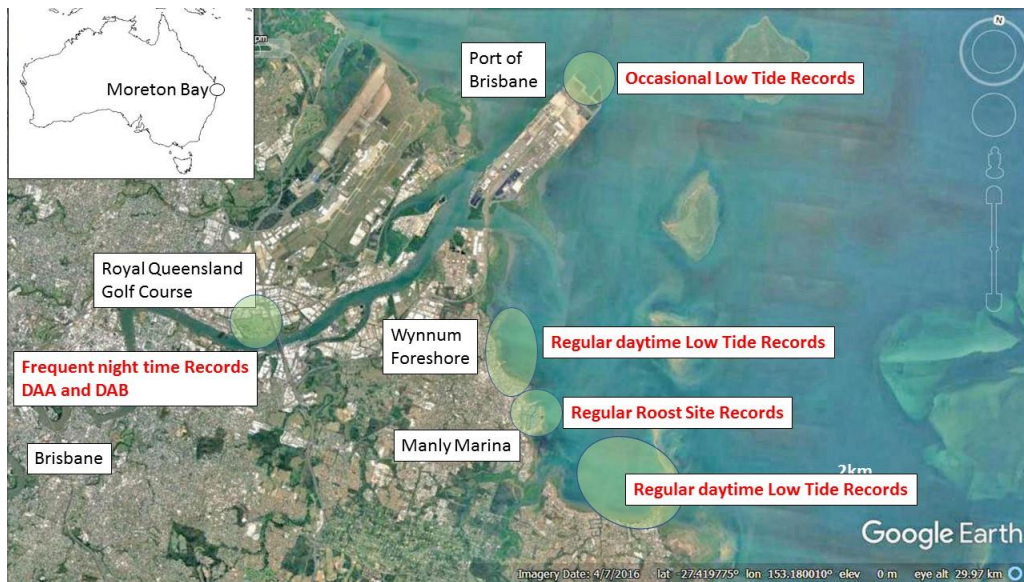 Moreton Bay
pm
Port of
Brisbane
Occasional Low Tide Records
N
Royal Queensland
Golf Course
Wynnum
Foreshore
Regular daytime Low Tide Records
Frequent night time Records
DAA and DAB
Regular Roost Site Records
Manly Marina
Brisbane
2km
Regular daytime Low Tide Records
Google Earth
Imagery Date: 4/7/2016 lat -27.419775° lon 153.180010° elev 0 m eye alt 29.97 km